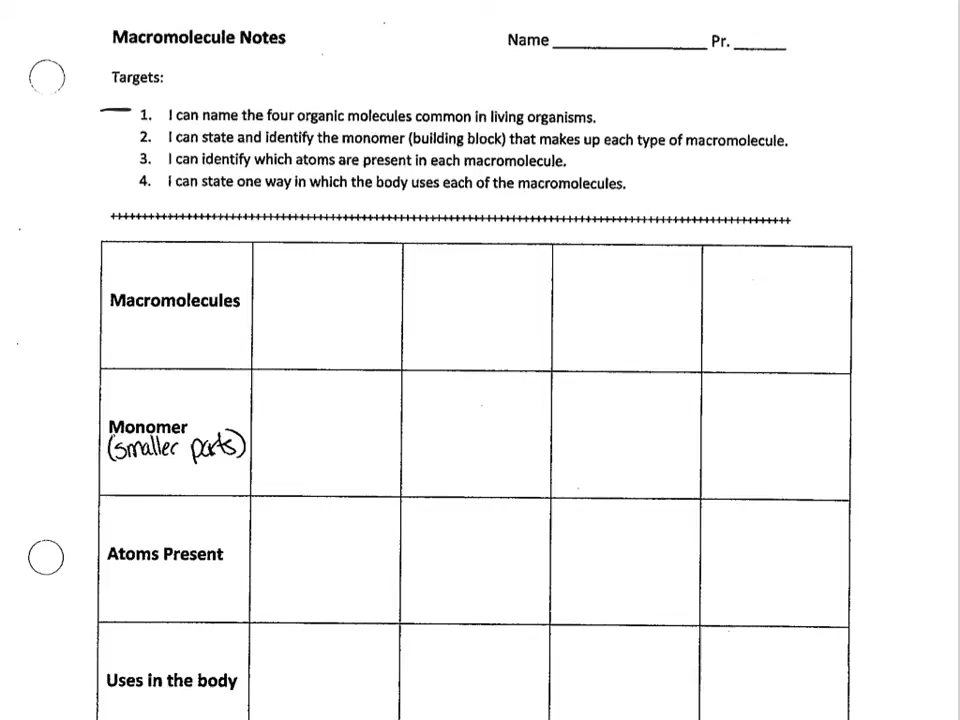 Macromolecule Notes
Name ____________________ Pr. ______
Targets:
1. I can name the four organic molecules common in living organisms.
2. I can state and identify the monomer (building block) that makes up each type of macromolecule.
3. I can identify which atoms are present in each macromolecule.
4. I can state one way in which the body uses each of the macromolecules.
Macromolecules
Monomer
(smaller parts)
Atoms Present
Uses in the body